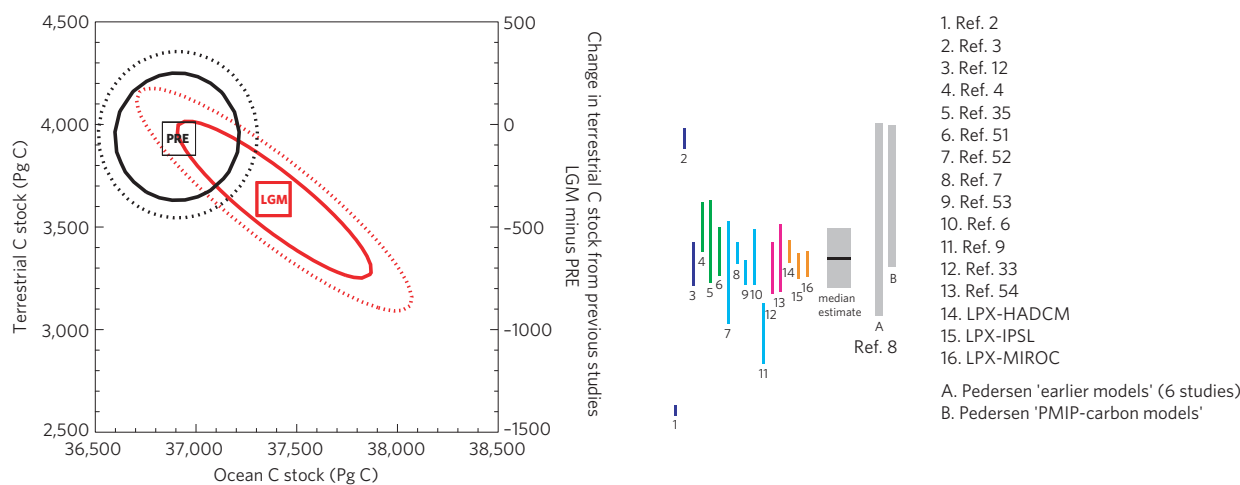 4,500
4,000
3,500
3,000
2,500
Terrestrial C stock (Pg C)
36,500
37,000
37,500
38,000
38,500
Ocean C stock (Pg C)
PRE
LGM
500
0
–500
–1000
–1500
Change in terrestrial C stock from previous studies
LGM minus PRE
1
2
3
4
5
6
7
8
9
10
11
12
13
14
15
16
median
estimate
A
B
Ref. 8
1. Ref. 2
2. Ref. 3
3. Ref. 12
4. Ref. 4
5. Ref. 35
6. Ref. 51
7. Ref. 52
8. Ref. 7
9. Ref. 53
10. Ref. 6
11. Ref. 9
12. Ref. 33
13. Ref. 54
14. LPX-HADCM
15. LPX-IPSL
16. LPX-MIROC
A. Pedersen 'earlier models' (6 studies)
B. Pedersen 'PMIP-carbon models'